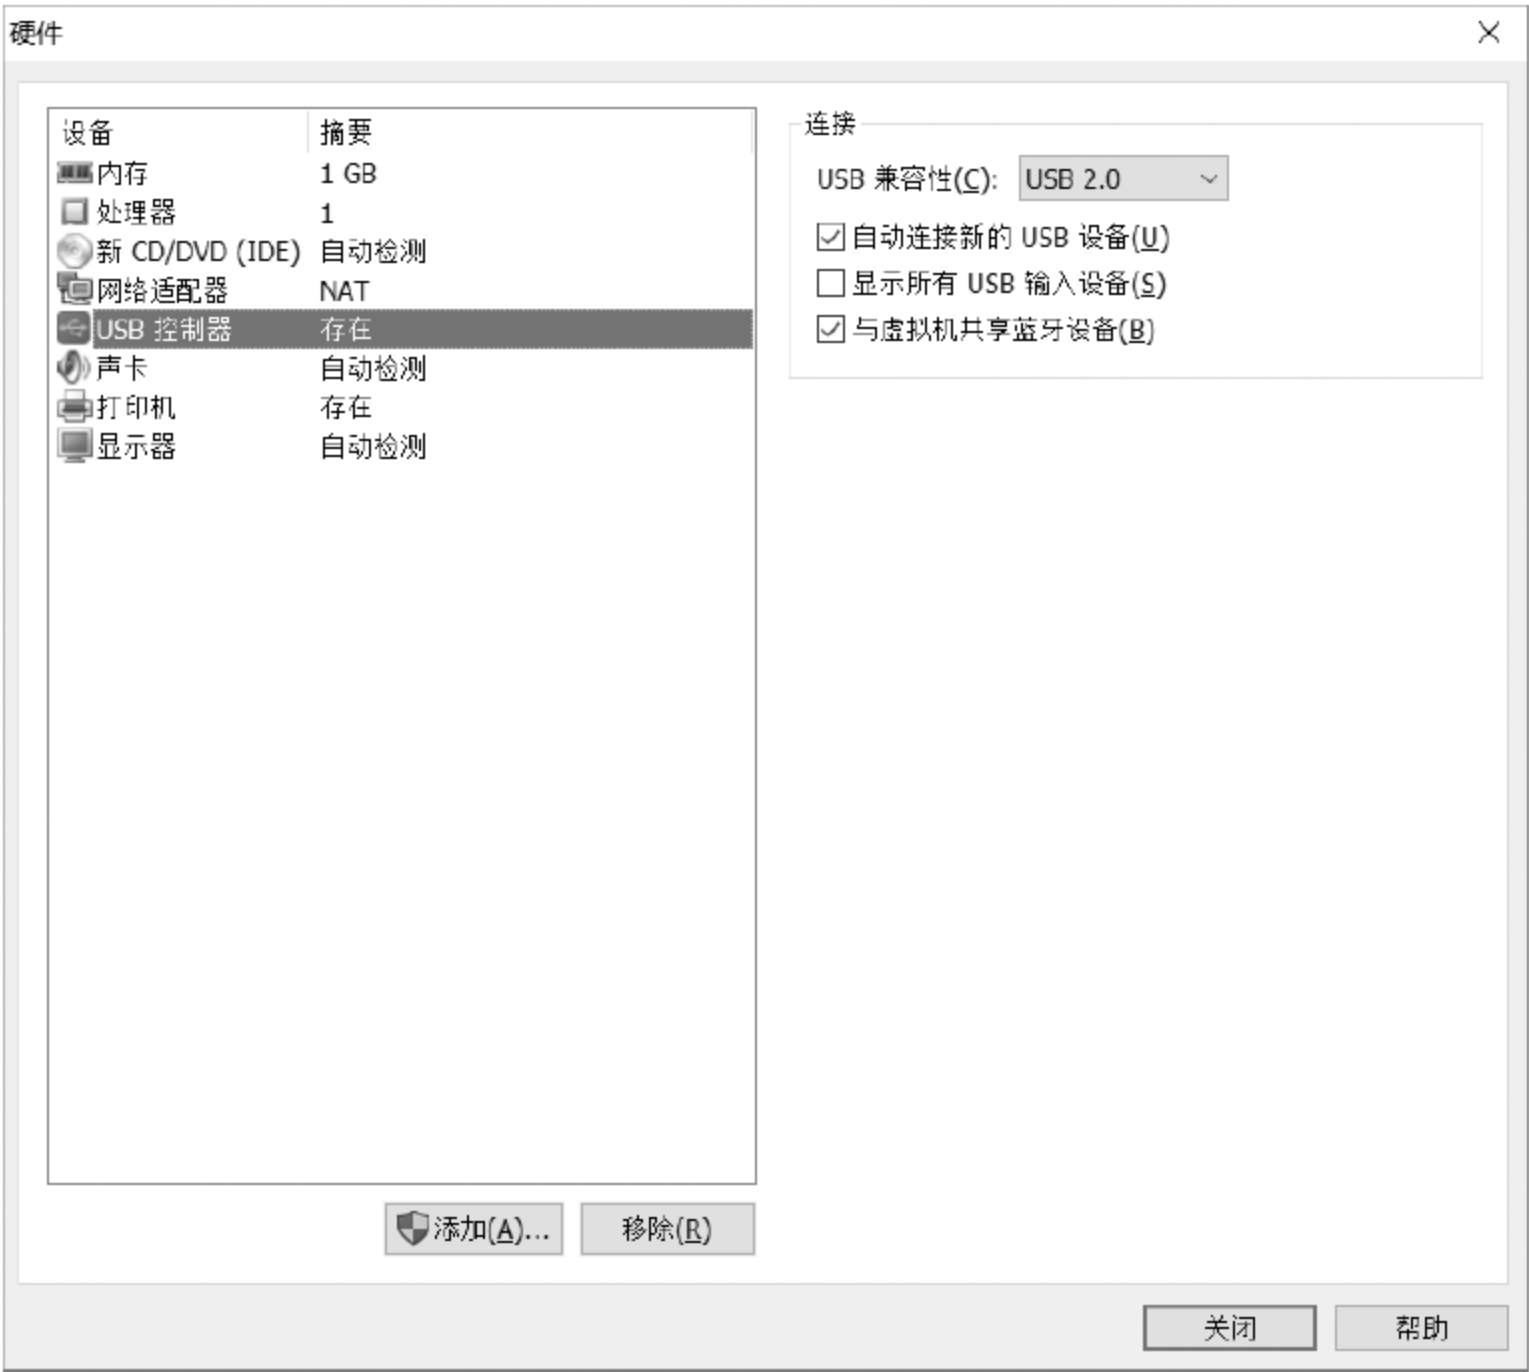 硬件
设备 摘要
内存 1 GB
处理器 1
新 CD/DVD (IDE) 自动检测
网络适配器 NAT
USB 控制器 存在
声卡 自动检测
打印机 存在
显示器 自动检测
添加(A)... 移除(R)
连接
USB 兼容性(C): USB 2.0
自动连接新的 USB 设备(U)
显示所有 USB 输入设备(S)
与虚拟机共享蓝牙设备(B)
关闭 帮助